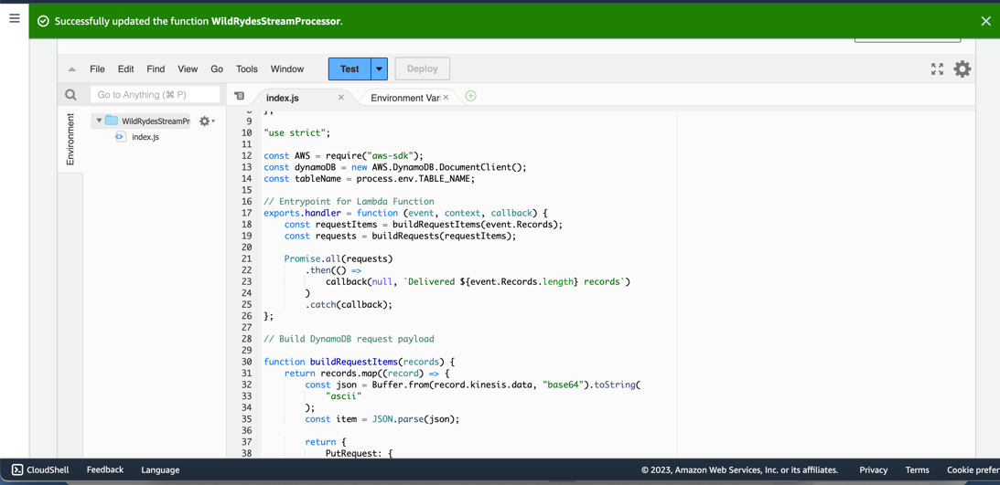 Successfully updated the function WildRydesStreamProcessor.
File Edit Find View Go Tools Window Test Deploy
Go to Anything (⌘ P)
index.js
Environment Var
Environment
WildRydesStreamPr
index.js
8 };
9
10 "use strict";
11
12 const AWS = require("aws-sdk");
13 const dynamoDB = new AWS.DynamoDB.DocumentClient();
14 const tableName = process.env.TABLE_NAME;
15
16 // Entrypoint for Lambda Function
17 exports.handler = function (event, context, callback) {
18 const requestItems = buildRequestItems(event.Records);
19 const requests = buildRequests(requestItems);
20
21 Promise.all(requests)
22 .then(() =>
23 callback(null, `Delivered ${event.Records.length} records`)
24 )
25 .catch(callback);
26 };
27
28 // Build DynamoDB request payload
29
30 function buildRequestItems(records) {
31 return records.map((record) => {
32 const json = Buffer.from(record.kinesis.data, "base64").toString(
33 "ascii"
34 );
35 const item = JSON.parse(json);
36
37 return {
38 PutRequest: {
CloudShell Feedback Language © 2023, Amazon Web Services, Inc. or its affiliates. Privacy Terms Cookie prefer